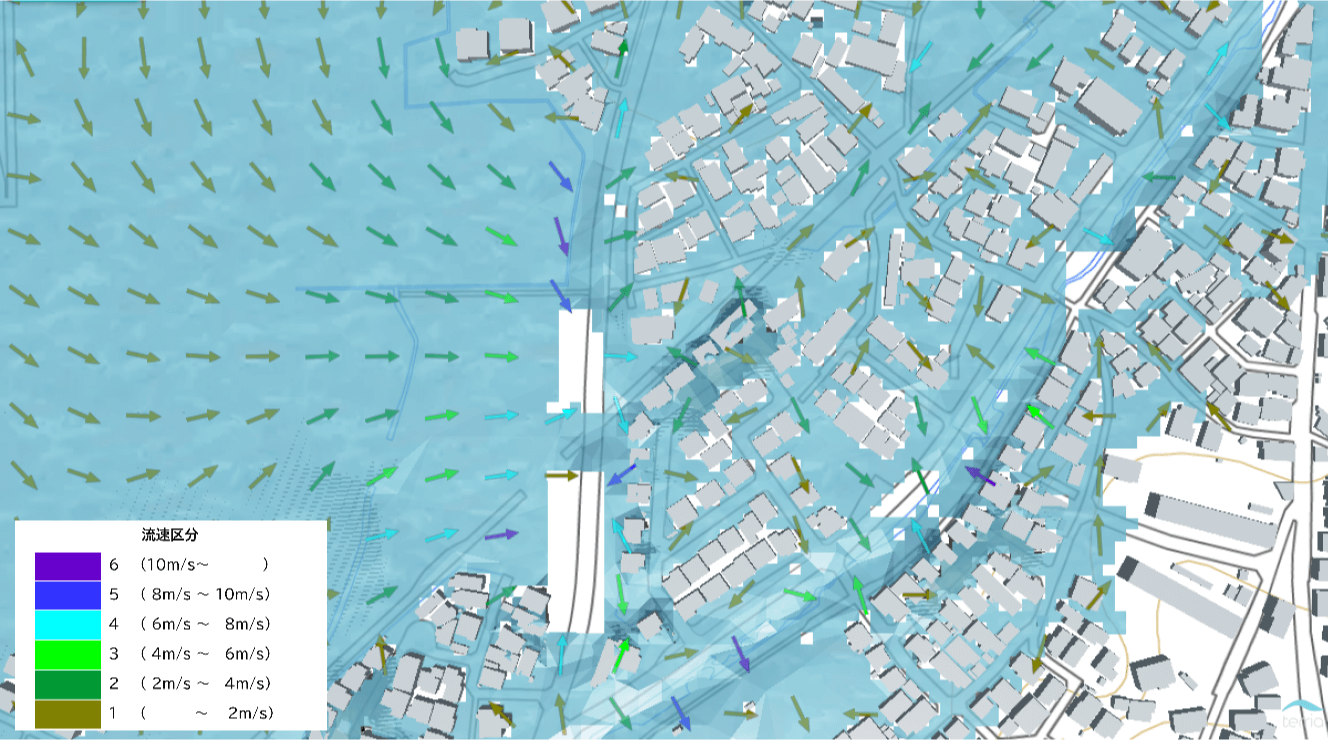 流速区分
6 (10m/s~ )
5 ( 8m/s ~ 10m/s)
4 ( 6m/s ~ 8m/s)
3 ( 4m/s ~ 6m/s)
2 ( 2m/s ~ 4m/s)
1 ( ~ 2m/s)